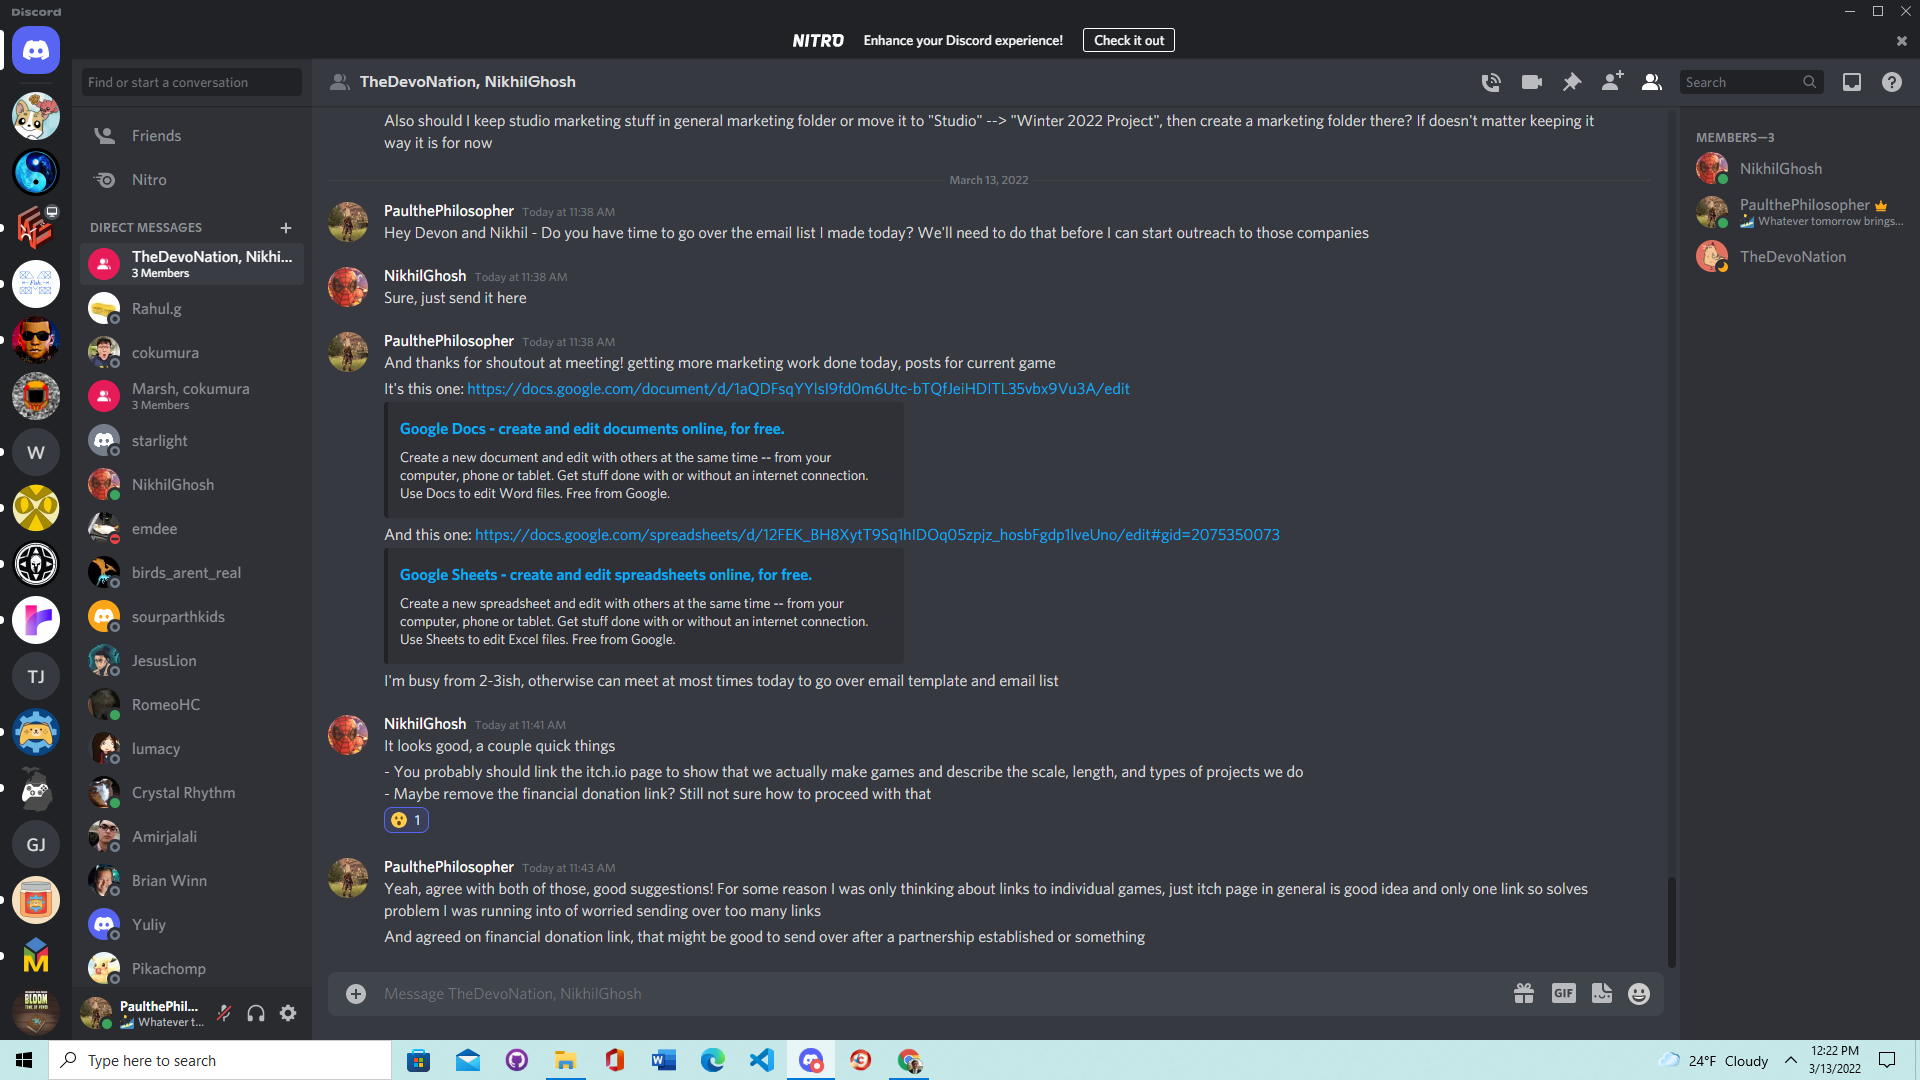 Discord
NITRO Enhance your Discord experience! Check it out
Find or start a conversation
TheDevoNation, NikhilGhosh
Search
Friends
Nitro
DIRECT MESSAGES
TheDevoNation, Nikhi...
3 Members
Rahul.g
cokumura
Marsh, cokumura
3 Members
starlight
NikhilGhosh
emdee
birds_arent_real
sourparthkids
JesusLion
RomeoHC
lumacy
Crystal Rhythm
Amirjalali
Brian Winn
Yuliy
Pikachomp
W
TJ
GJ
BLOOM
PaulthePhil...
Whatever t...
Also should I keep studio marketing stuff in general marketing folder or move it to "Studio" --> "Winter 2022 Project", then create a marketing folder there? If doesn't matter keeping it
way it is for now
March 13, 2022
PaulthePhilosopher Today at 11:38 AM
Hey Devon and Nikhil - Do you have time to go over the email list I made today? We'll need to do that before I can start outreach to those companies
NikhilGhosh Today at 11:38 AM
Sure, just send it here
PaulthePhilosopher Today at 11:38 AM
And thanks for shoutout at meeting! getting more marketing work done today, posts for current game
It's this one: https://docs.google.com/document/d/1aQDFsqYYlsI9fd0m6Utc-bTQfJeiHDITL35vbx9Vu3A/edit
Google Docs - create and edit documents online, for free.
Create a new document and edit with others at the same time -- from your
computer, phone or tablet. Get stuff done with or without an internet connection.
Use Docs to edit Word files. Free from Google.
And this one: https://docs.google.com/spreadsheets/d/12FEK_BH8XytT9Sq1hIDOq05zpjz_hosbFgdp1lveUno/edit#gid=2075350073
Google Sheets - create and edit spreadsheets online, for free.
Create a new spreadsheet and edit with others at the same time -- from your
computer, phone or tablet. Get stuff done with or without an internet connection.
Use Sheets to edit Excel files. Free from Google.
I'm busy from 2-3ish, otherwise can meet at most times today to go over email template and email list
NikhilGhosh Today at 11:41 AM
It looks good, a couple quick things
- You probably should link the itch.io page to show that we actually make games and describe the scale, length, and types of projects we do
- Maybe remove the financial donation link? Still not sure how to proceed with that
1
PaulthePhilosopher Today at 11:43 AM
Yeah, agree with both of those, good suggestions! For some reason I was only thinking about links to individual games, just itch page in general is good idea and only one link so solves
problem I was running into of worried sending over too many links
And agreed on financial donation link, that might be good to send over after a partnership established or something
Message TheDevoNation, NikhilGhosh
GIF
MEMBERS—3
NikhilGhosh
PaulthePhilosopher
Whatever tomorrow brings...
TheDevoNation
Type here to search
24°F Cloudy
12:22 PM
3/13/2022